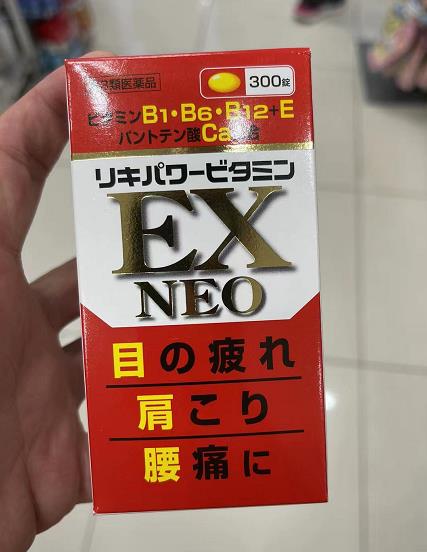 第3類医薬品
300錠
ビタミンB1・B6・B12+E
パントテン酸Ca配合
リキパワービタミン
EX
NEO
目の疲れ
肩こり
腰痛に